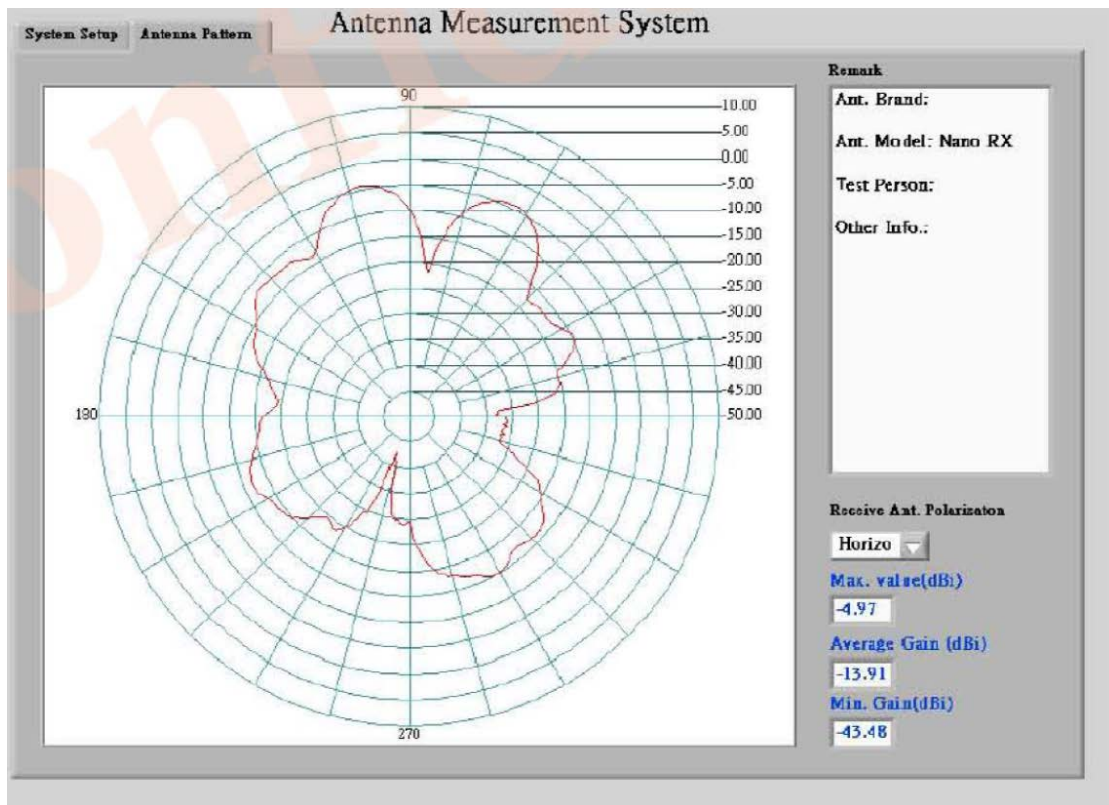 Antenna Measurement System
System Setup
Antenna Pattern
90
10.00
5.00
0.00
-5.00
-10.00
-15.00
-20.00
-25.00
-30.00
-35.00
-40.00
-45.00
-50.00
180
270
Remark
Ant. Brand:
Ant. Model: Nano RX
Test Person:
Other Info.:
Receive Ant. Polarizaton
Horizo
Max. value(dBi)
-4.97
Average Gain (dBi)
-13.91
Min. Gain(dBi)
-43.48